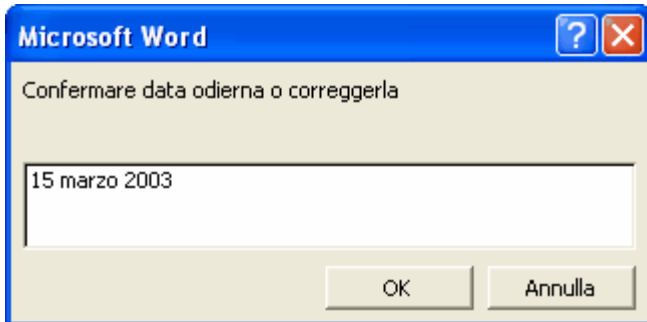 Microsoft Word
Confermare data odierna o correggerla
15 marzo 2003
OK
Annulla